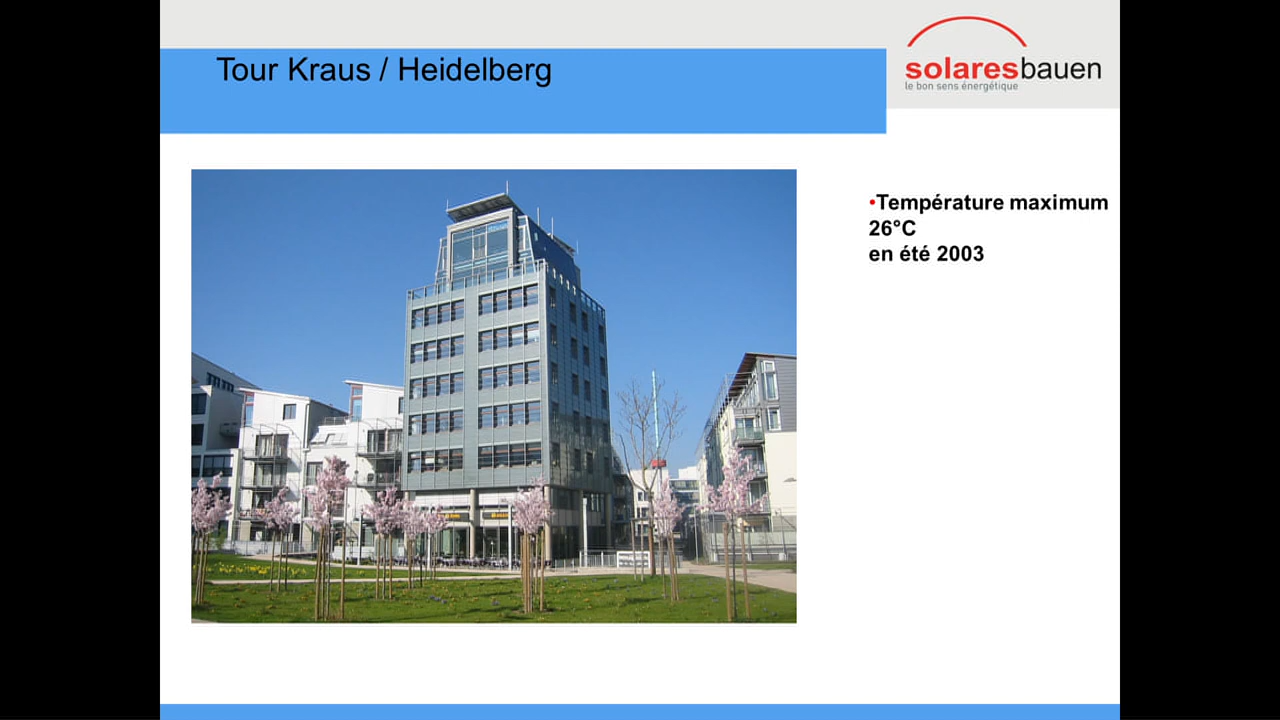 Tour Kraus / Heidelberg
solaresbauen
le bon sens énergétique
•Température maximum
26°C
en été 2003